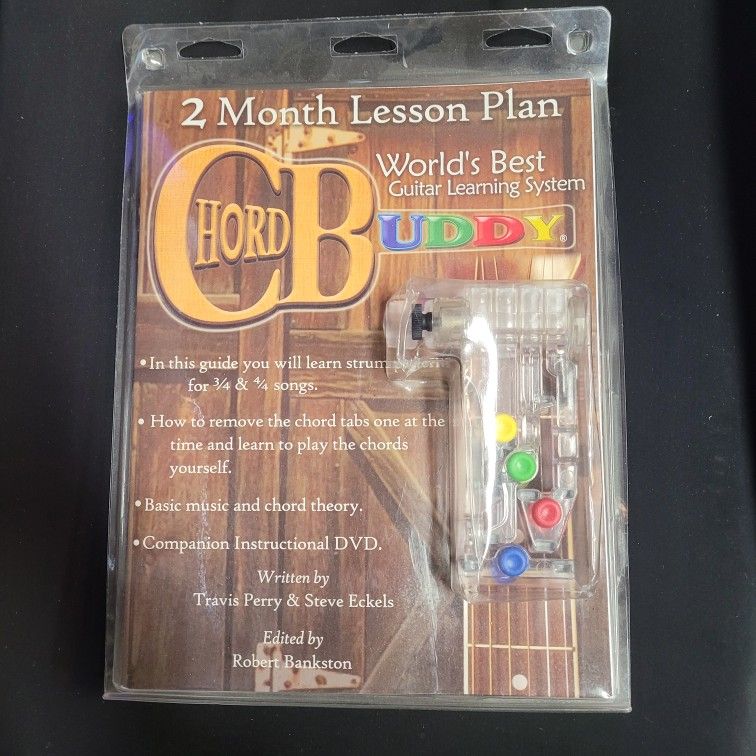 2 Month Lesson Plan
World's Best
Guitar Learning System
CHORD BUDDY®
• In this guide you will learn strum
for 3/4 & 4/4 songs.
• How to remove the chord tabs one at the
time and learn to play the chords
yourself.
• Basic music and chord theory.
• Companion Instructional DVD.
Written by
Travis Perry & Steve Eckels
Edited by
Robert Bankston